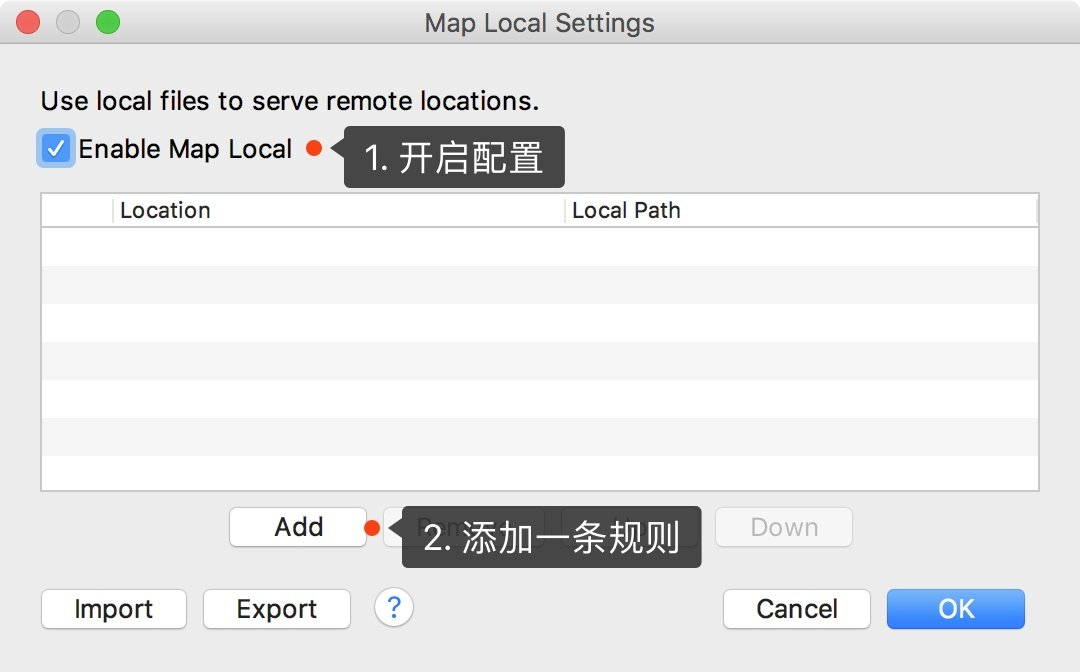 Map Local Settings
Use local files to serve remote locations.
Enable Map Local
1. 开启配置
Location Local Path
Add
2. 添加一条规则
Down
Import Export ? Cancel OK